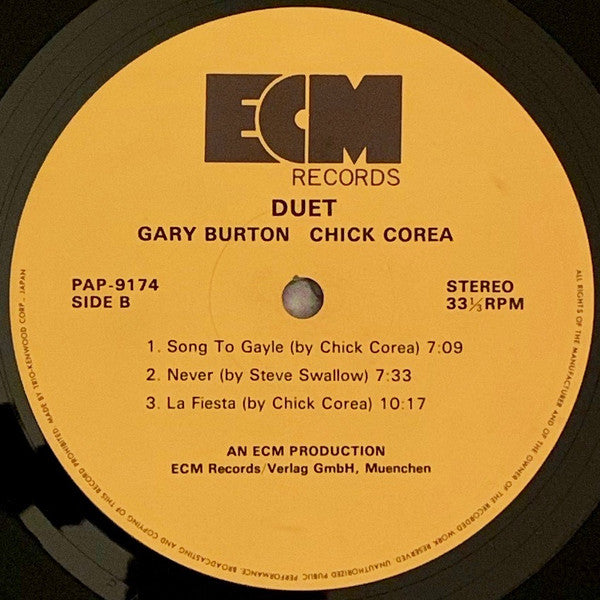 ECM
RECORDS
DUET
GARY BURTON CHICK COREA
PAP-9174
SIDE B
STEREO
33⅓RPM
1. Song To Gayle (by Chick Corea) 7:09
2. Never (by Steve Swallow) 7:33
3. La Fiesta (by Chick Corea) 10:17
AN ECM PRODUCTION
ECM Records/Verlag GmbH, Muenchen
ALL RIGHTS OF THE MANUFACTURER AND OF THE OWNER OF THE RECORDED WORK RESERVED. UNAUTHORIZED PUBLIC PERFORMANCE, BROADCASTING AND COPYING OF THIS RECORD PROHIBITED. MADE BY TRIO-KENWOOD CORP., JAPAN